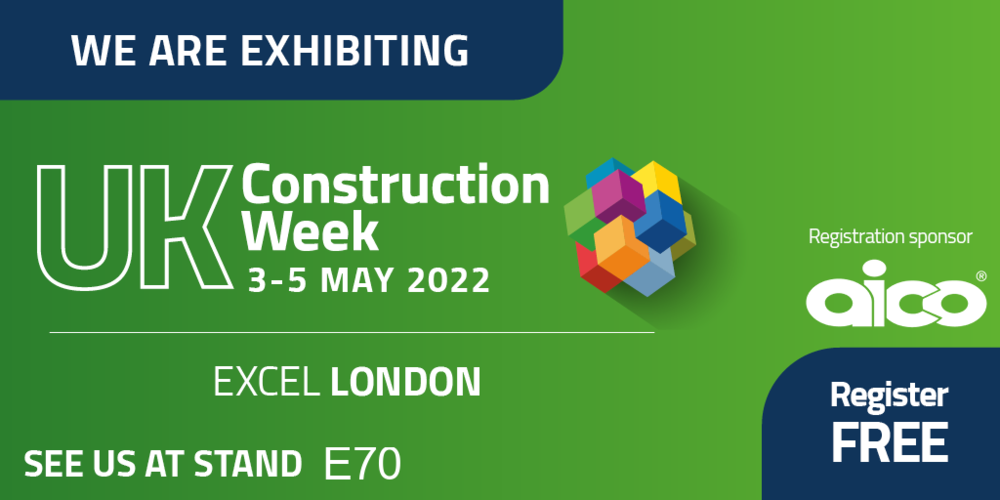 WE ARE EXHIBITING
UK Construction
Week
3-5 MAY 2022
Registration sponsor
aico®
EXCEL LONDON
Register
FREE
SEE US AT STAND E70